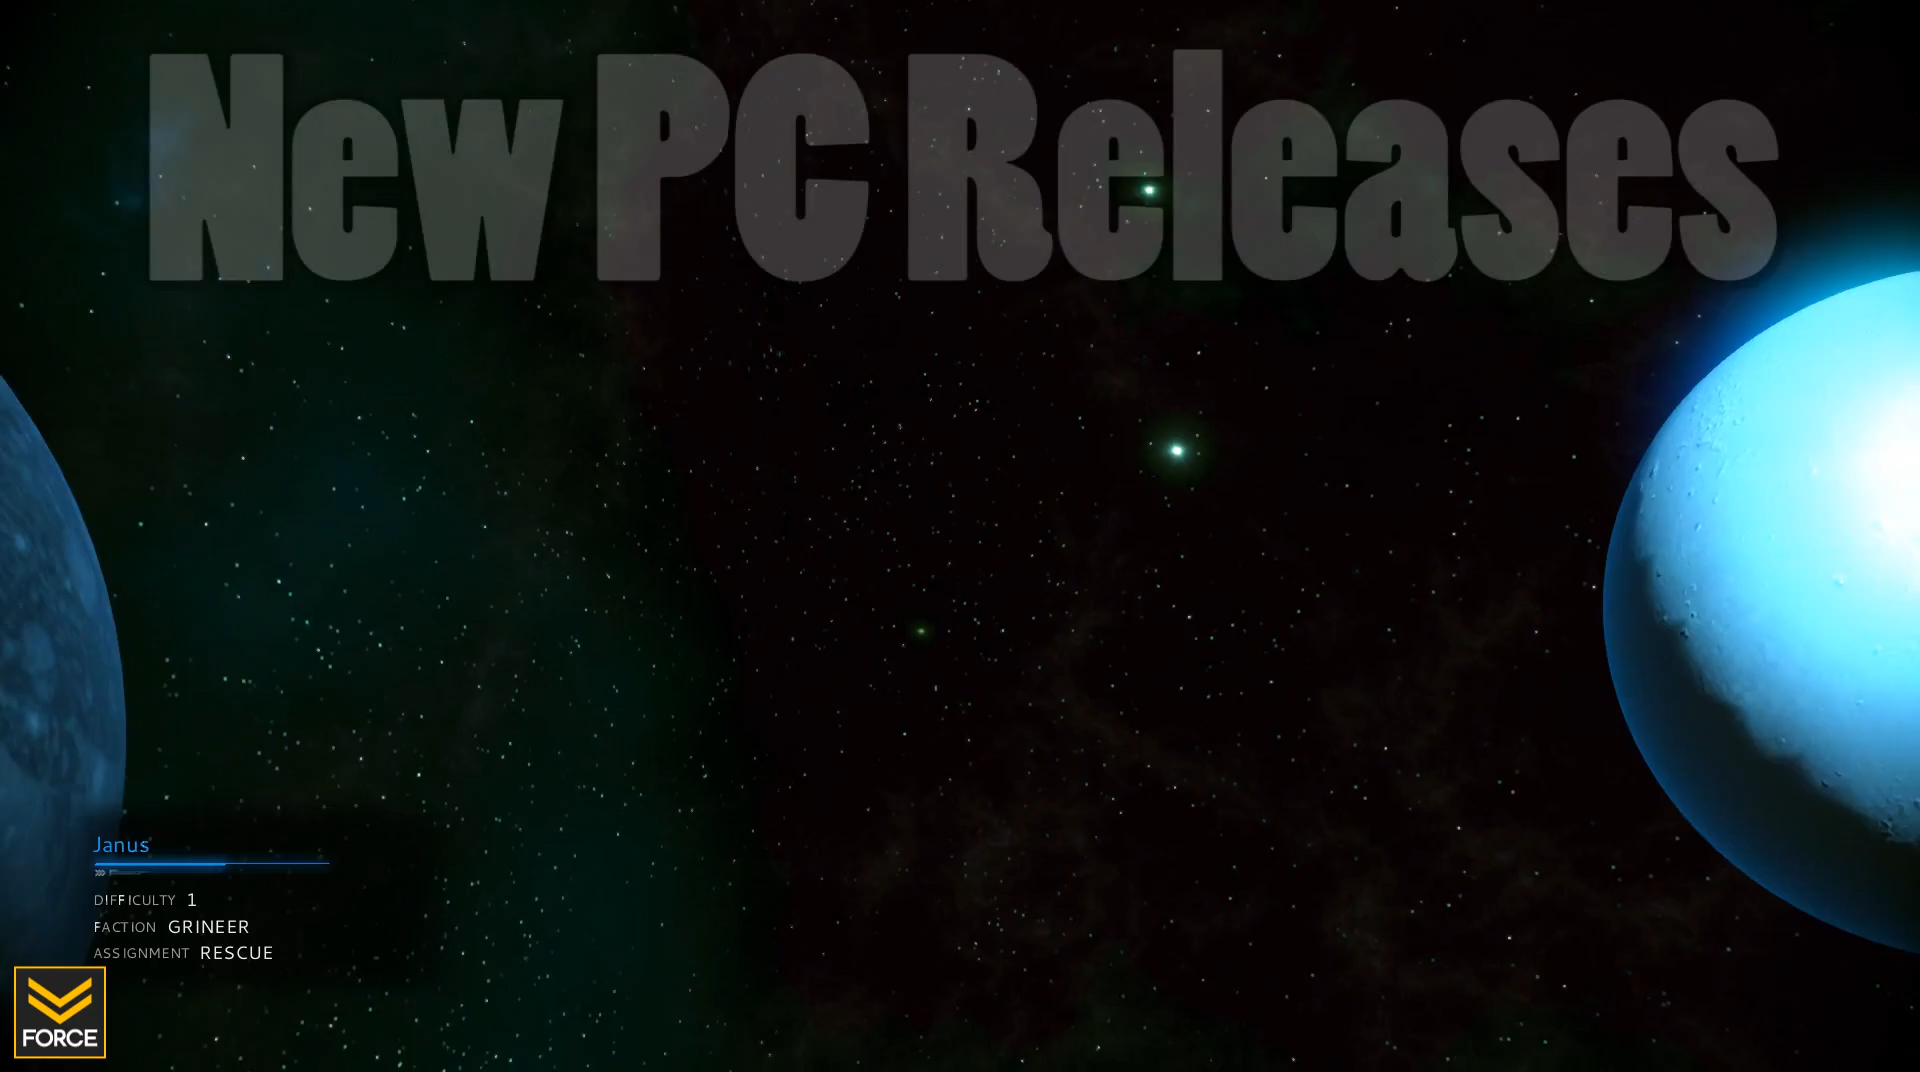 New PC Releases
Janus
DIFFICULTY 1
FACTION GRINEER
ASSIGNMENT RESCUE
FORCE